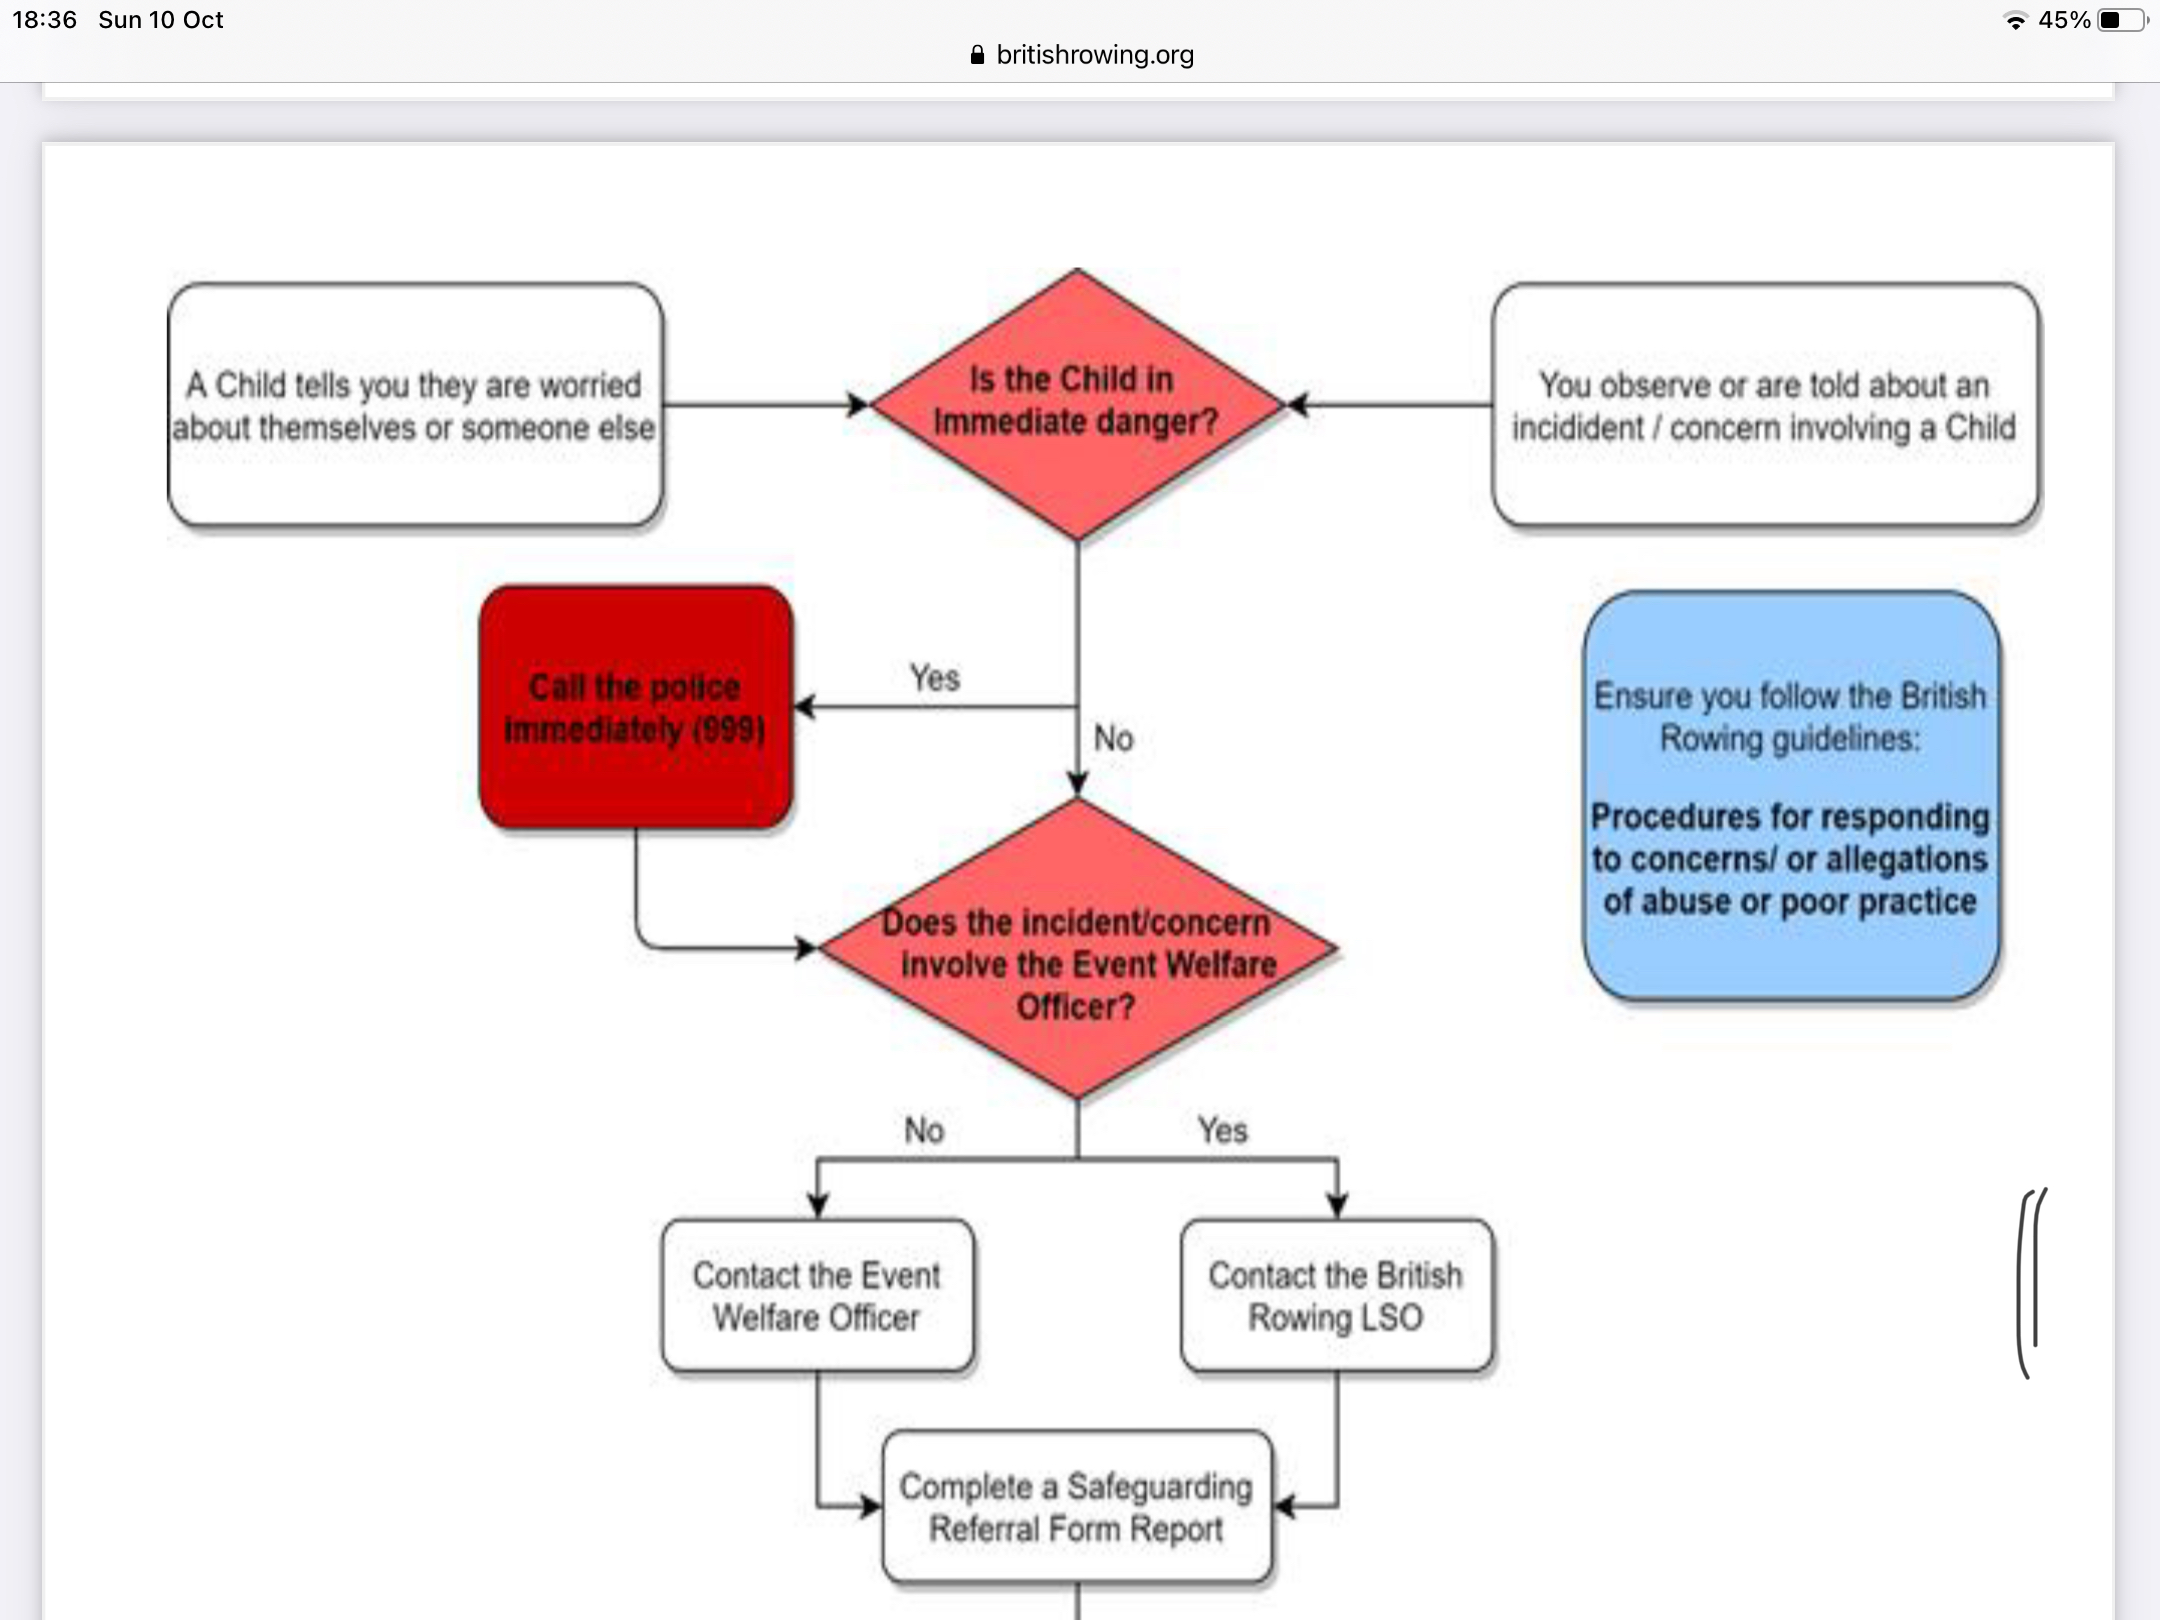 18:36 Sun 10 Oct
45%
britishrowing.org
A Child tells you they are worried
about themselves or someone else
Is the Child in
Immediate danger?
You observe or are told about an
incidident / concern involving a Child
Call the police
immediately (999)
Yes
No
Ensure you follow the British
Rowing guidelines:
Procedures for responding
to concerns/ or allegations
of abuse or poor practice
Does the incident/concern
involve the Event Welfare
Officer?
No
Yes
Contact the Event
Welfare Officer
Contact the British
Rowing LSO
Complete a Safeguarding
Referral Form Report